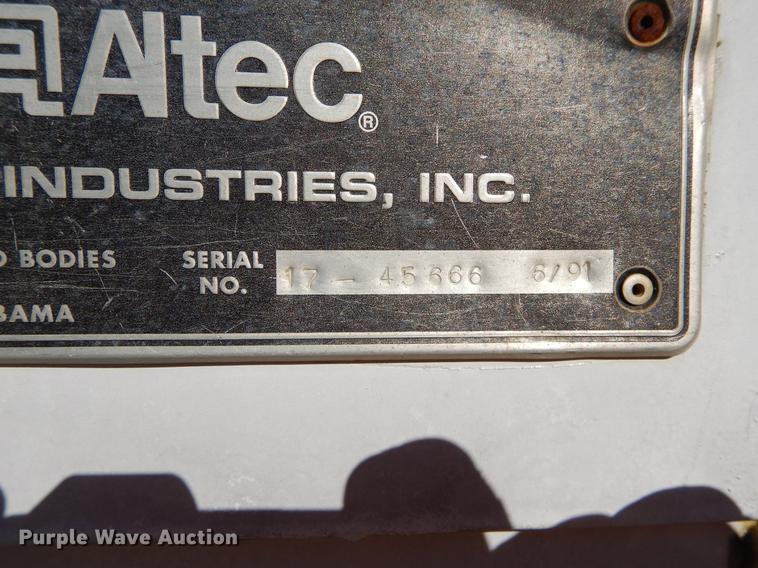 Altec®
INDUSTRIES, INC.
BODIES
SERIAL NO. 17-45666 6/91
BAMA
Purple Wave Auction